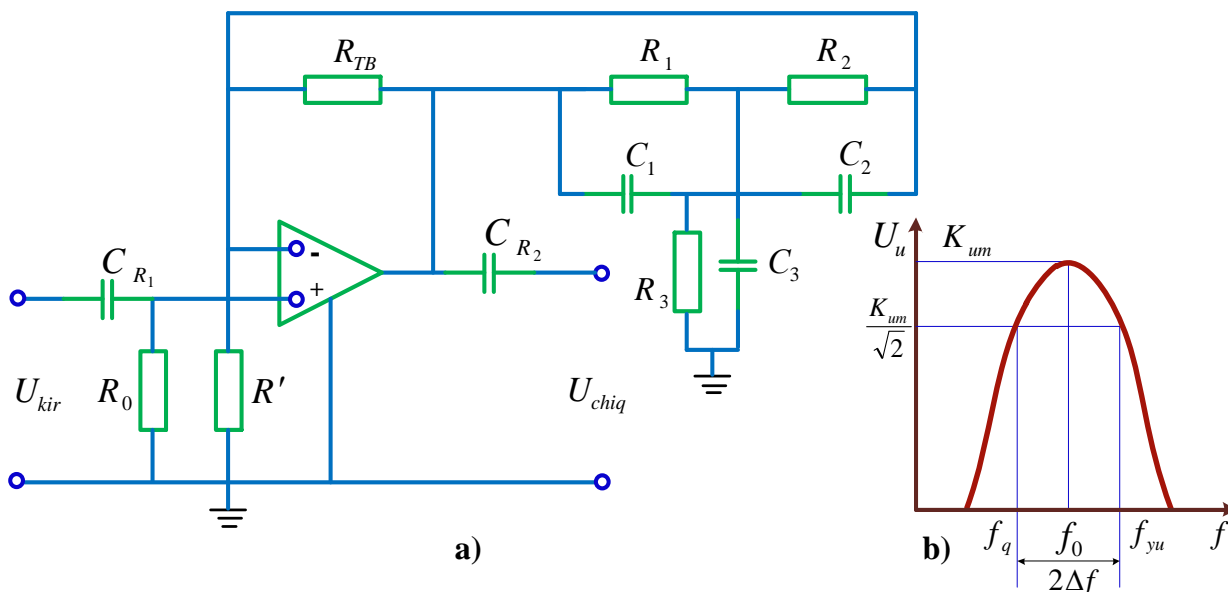 R_TB
R_1
R_2
C_1
C_2
C_R_1
-
+
C_R_2
R_3
C_3
U_kir
R_0
R′
U_chiq
a)
U_u
K_um
K_um/√2
f_q
f_0
f_yu
f
2Δf
b)